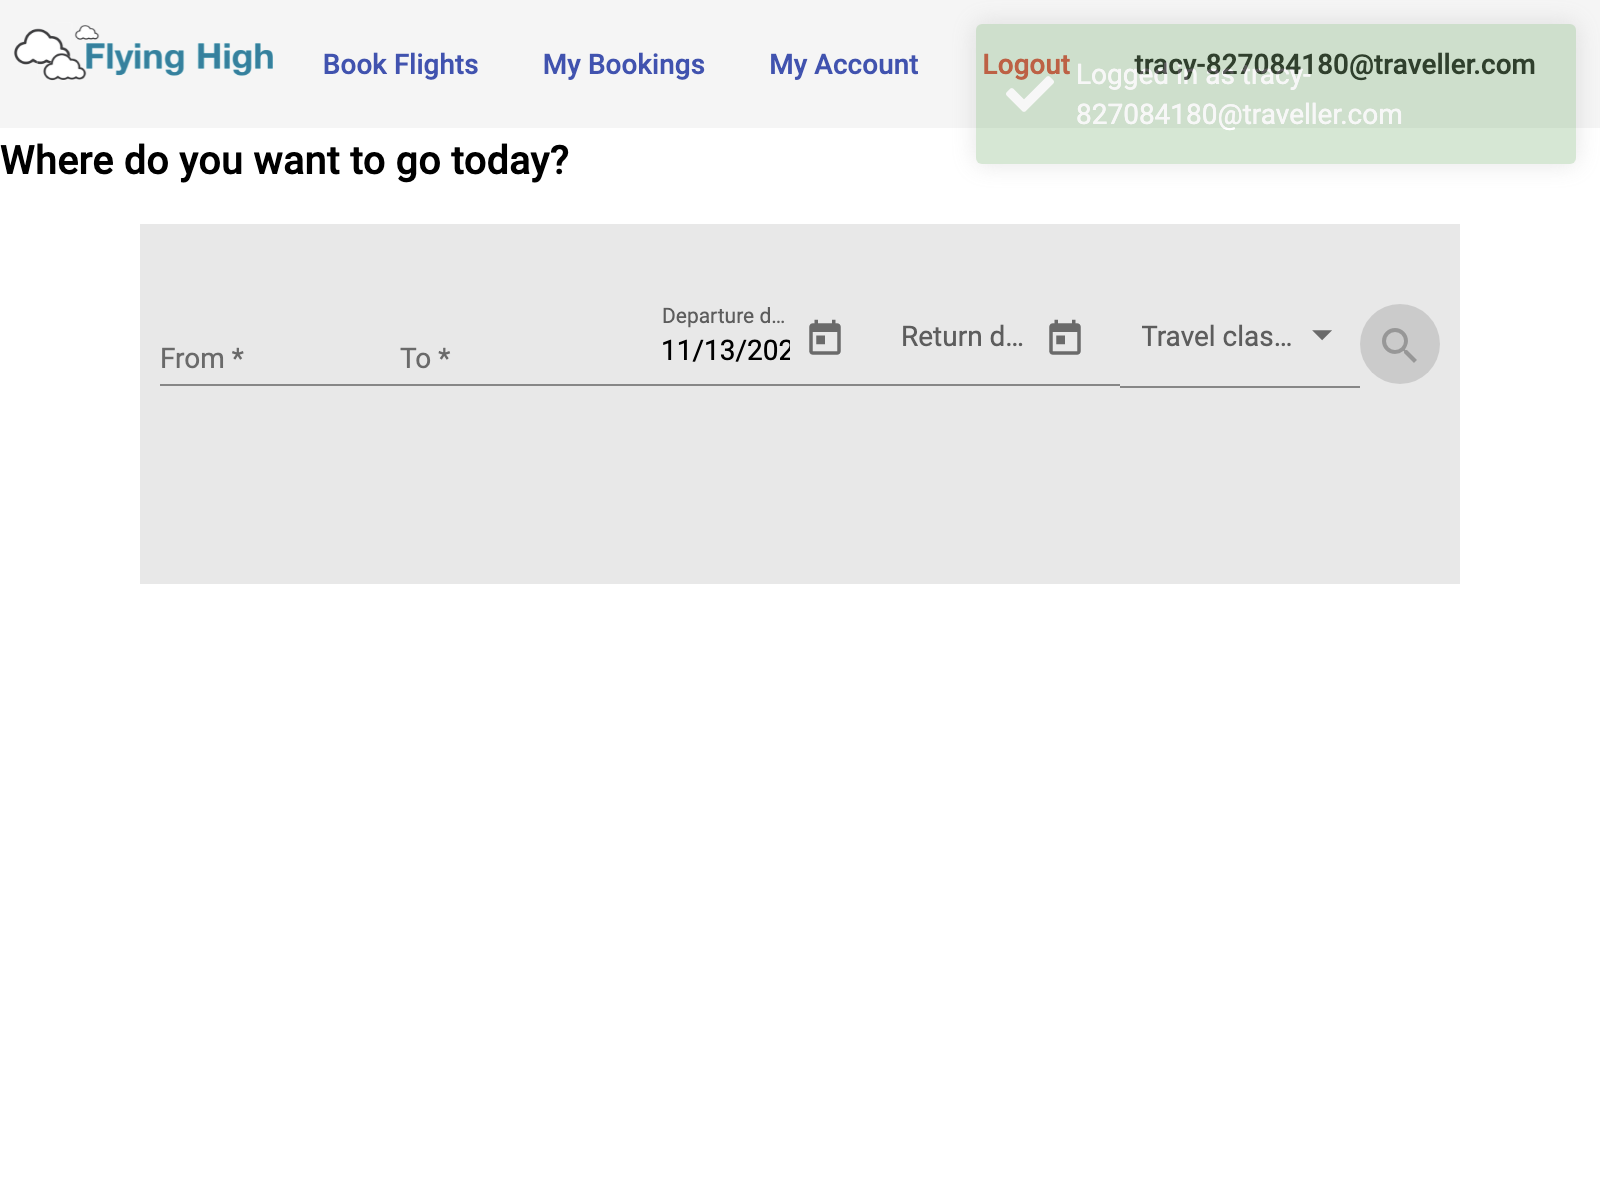 Flying High
Book Flights
My Bookings
My Account
Logout
tracy-827084180@traveller.com
Logged in as tracy-
827084180@traveller.com
Where do you want to go today?
From *
To *
Departure d...
11/13/202
Return d...
Travel clas...